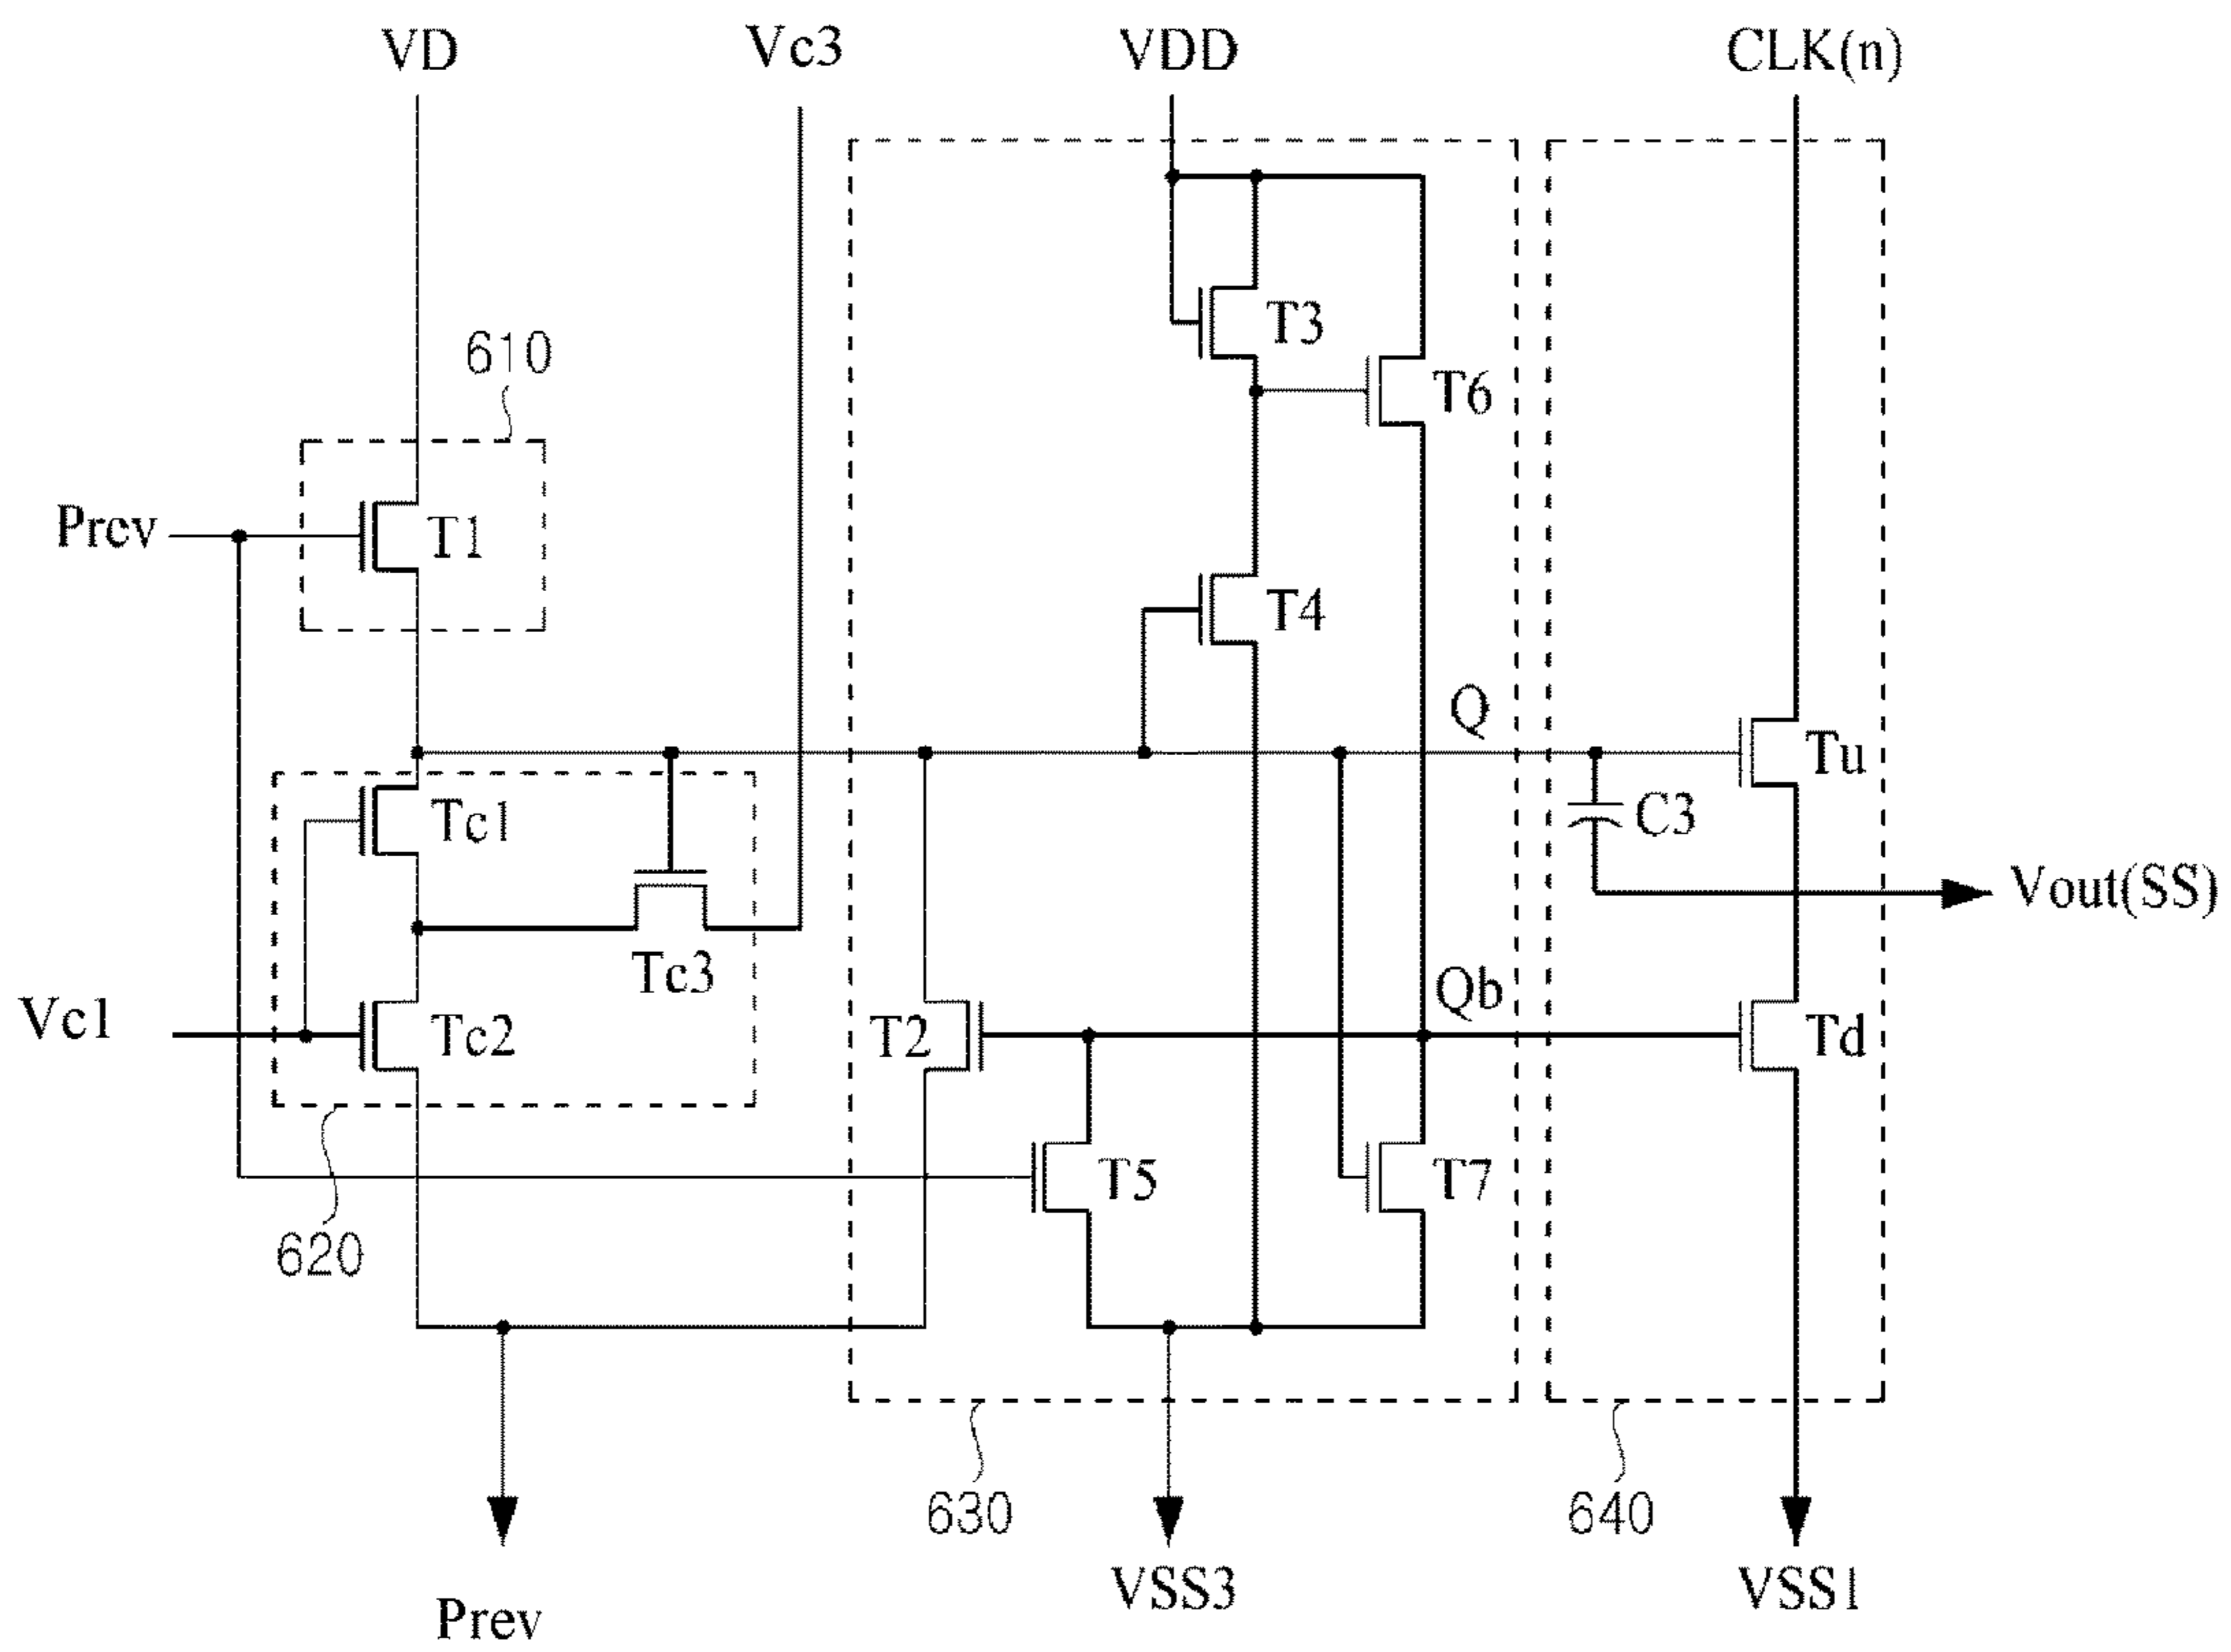 VD
Vc3
VDD
CLK(n)
610
T3
T6
Prev
T1
T4
Q
Tu
Tc1
C3
Vout(SS)
Tc3
Qb
Vc1
Tc2
T2
Td
T5
T7
620
630
640
Prev
VSS3
VSS1